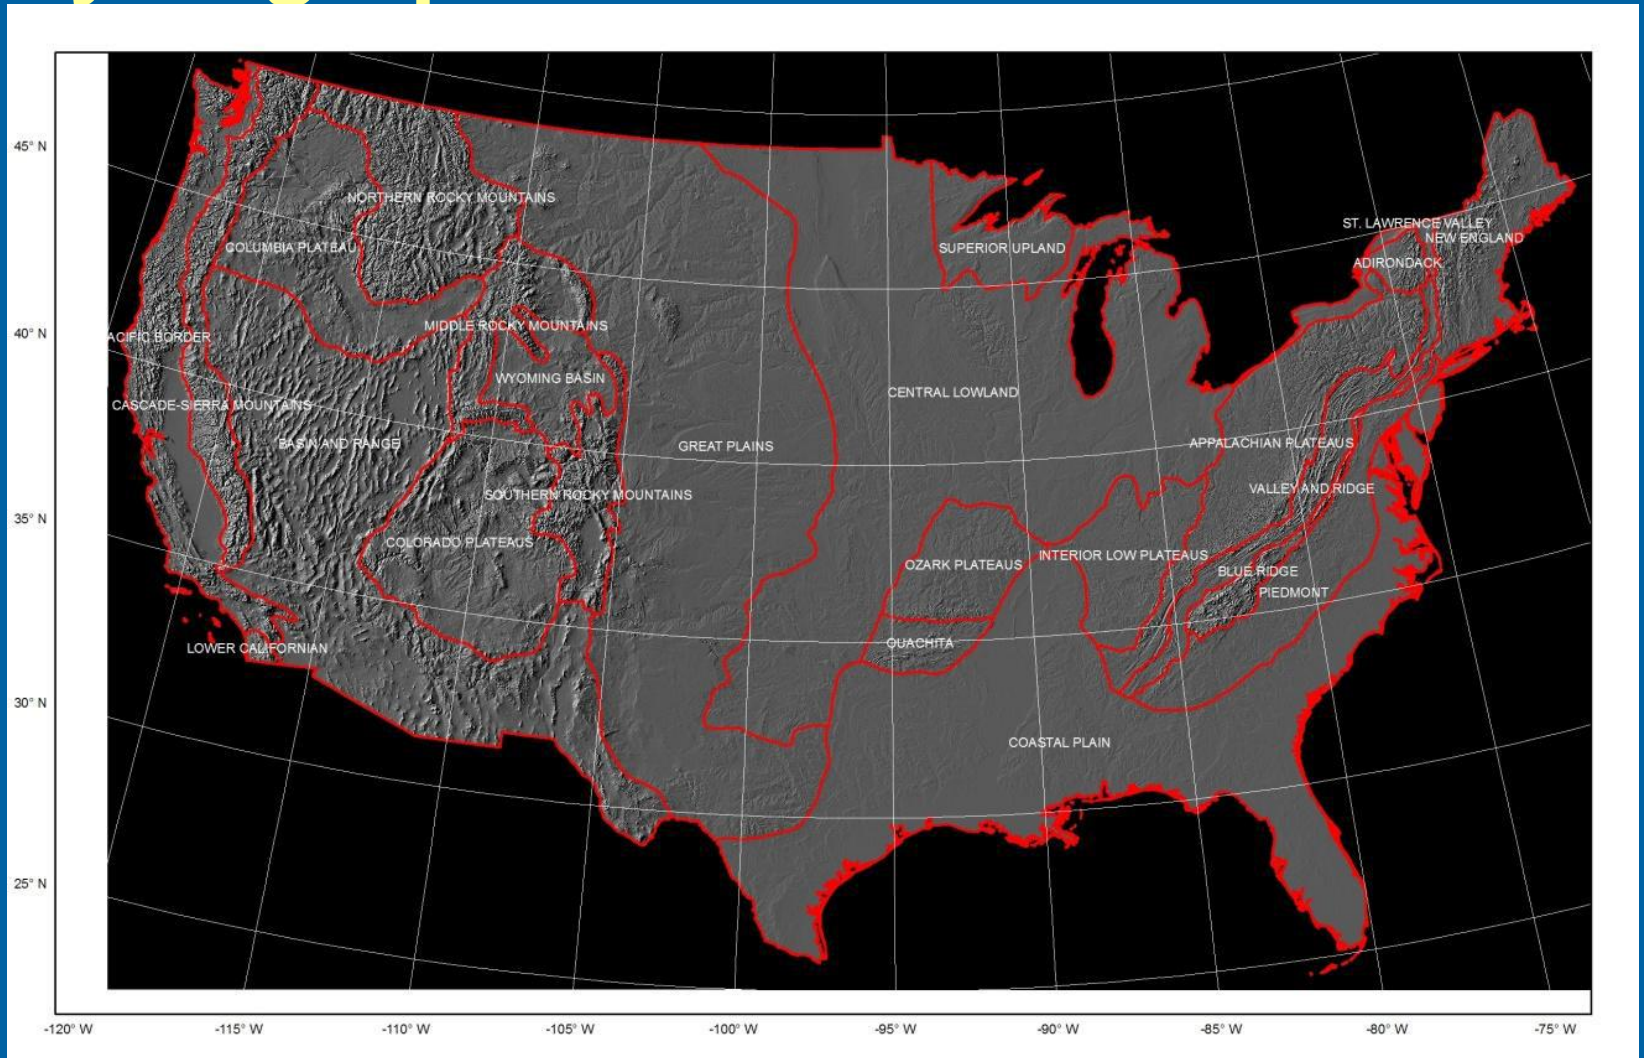 45° N
40° N
35° N
30° N
25° N
NORTHERN ROCKY MOUNTAINS
COLUMBIA PLATEAU
ST. LAWRENCE VALLEY
NEW ENGLAND
SUPERIOR UPLAND
ADIRONDACK
MIDDLE ROCKY MOUNTAINS
ACIFIC BORDER
WYOMING BASIN
CENTRAL LOWLAND
CASCADE-SIERRA MOUNTAINS
BASIN AND RANGE
GREAT PLAINS
APPALACHIAN PLATEAUS
SOUTHERN ROCKY MOUNTAINS
VALLEY AND RIDGE
COLORADO PLATEAUS
OZARK PLATEAUS
INTERIOR LOW PLATEAUS
BLUE RIDGE
PIEDMONT
OUACHITA
LOWER CALIFORNIAN
COASTAL PLAIN
-120° W -115° W -110° W -105° W -100° W -95° W -90° W -85° W -80° W -75° W